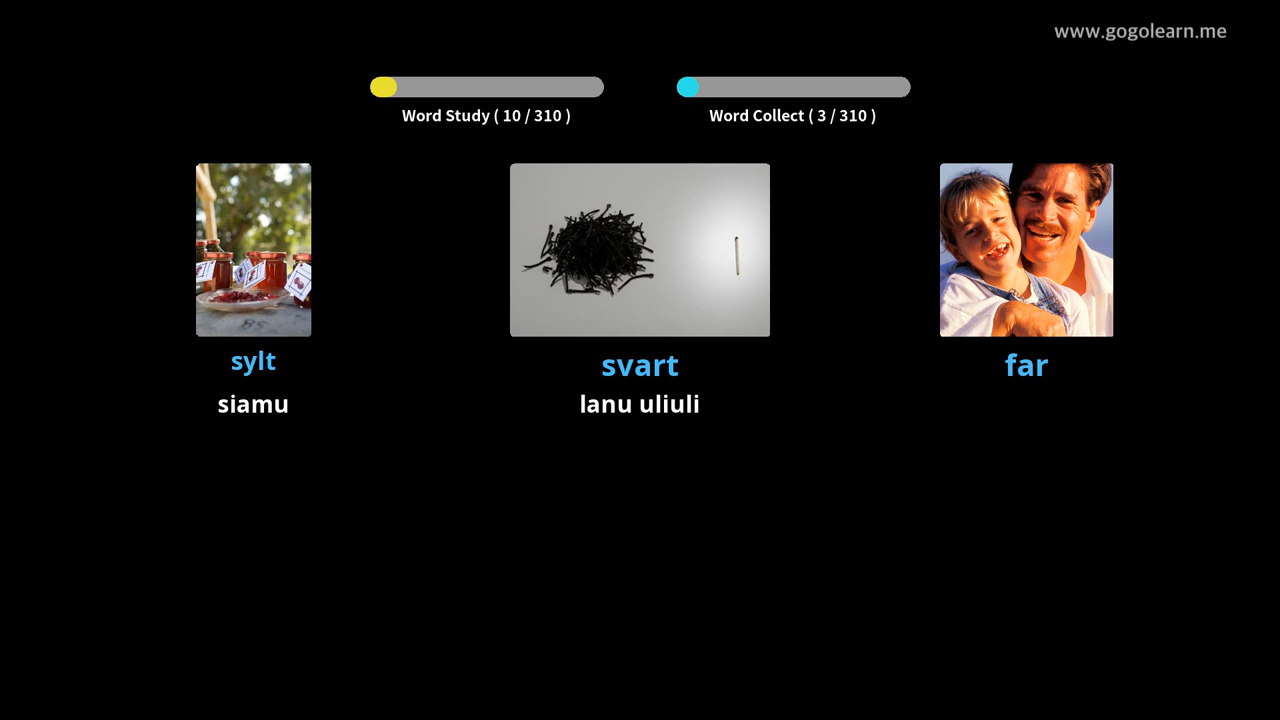 www.gogolearn.me
Word Study ( 10 / 310 )
Word Collect ( 3 / 310 )
sylt
svart
far
siamu
lanu uliuli